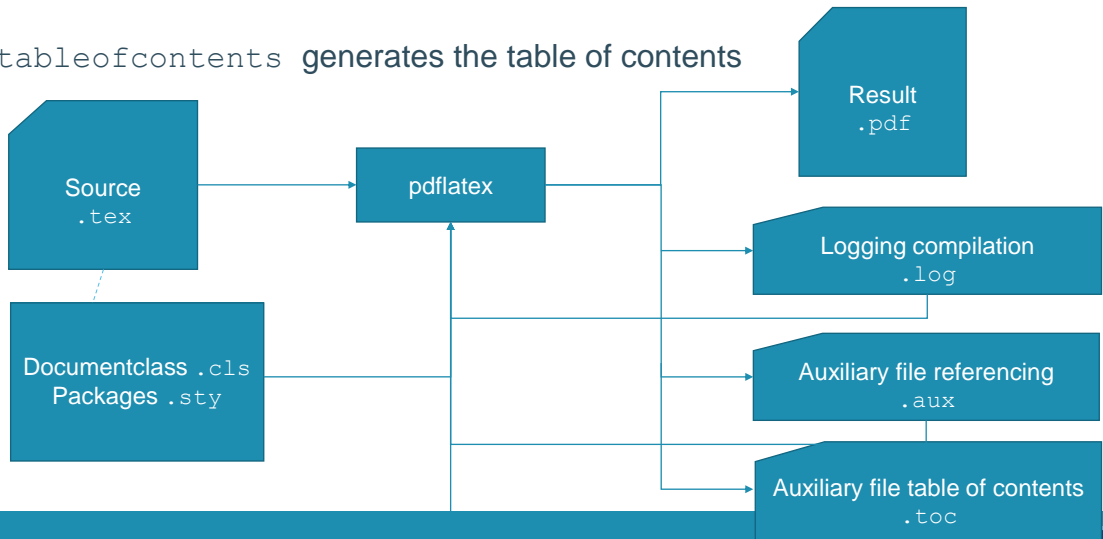 tableofcontents generates the table of contents
Result
.pdf
Source
.tex
pdflatex
Logging compilation
.log
Documentclass .cls
Packages .sty
Auxiliary file referencing
.aux
Auxiliary file table of contents
.toc